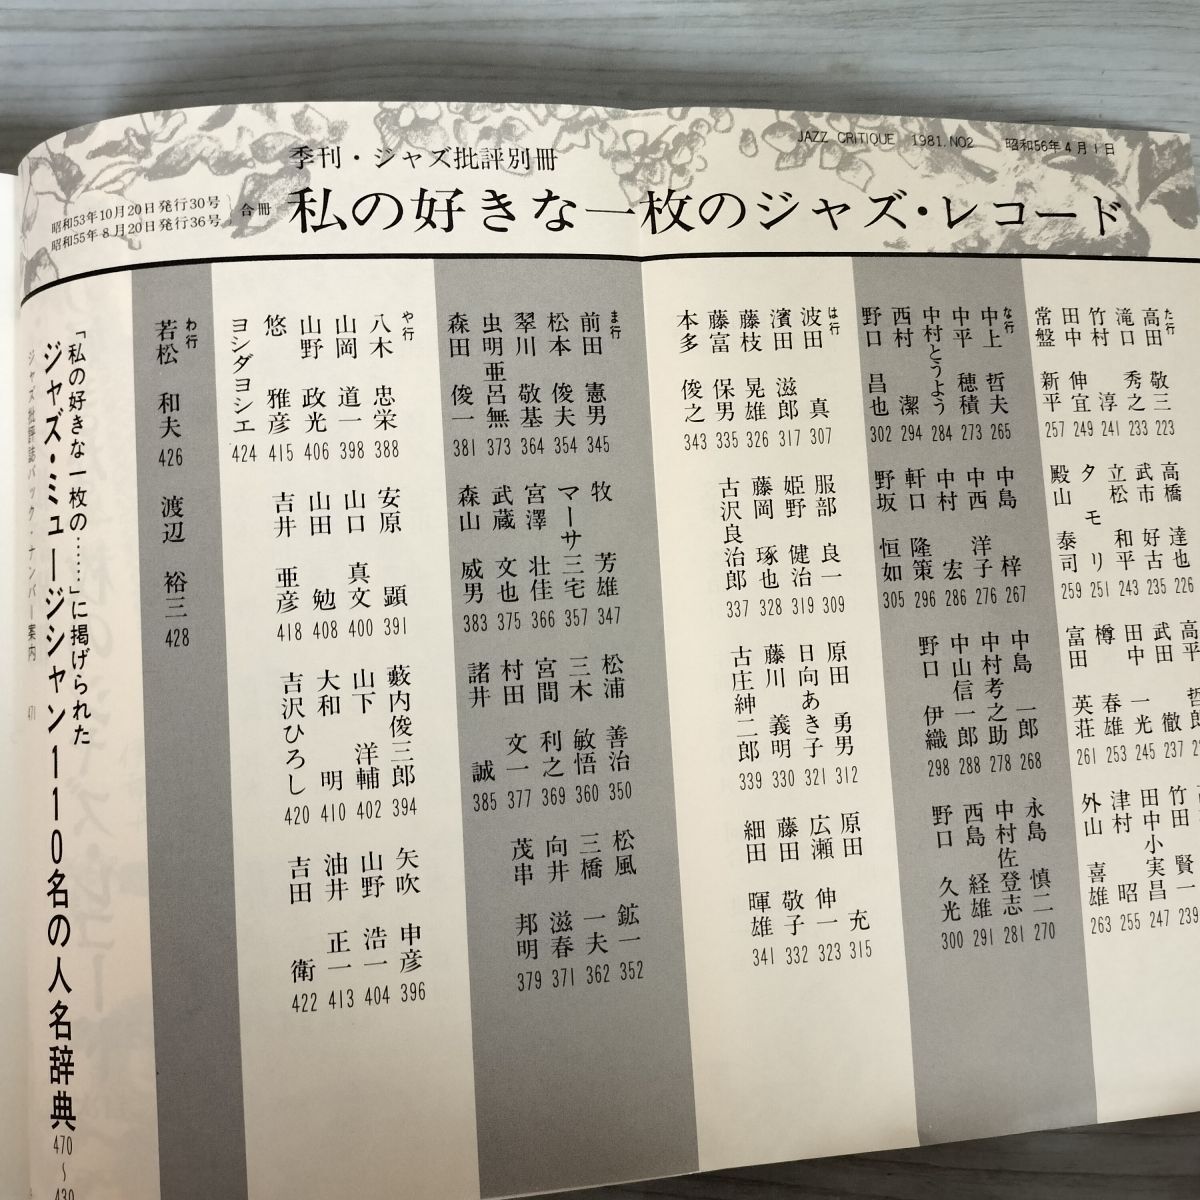 JAZZ CRITIQUE 1981. NO2 昭和56年4月1日
季刊・ジャズ批評別冊
昭和53年10月20日発行30号
昭和55年8月20日発行36号
合冊
私の好きな一枚のジャズ・レコード
た行
高田 敬三 223
高橋 達也 226
高平 哲郎
滝口 秀之 233
武市 好古 235
武田 徹 237
竹田 賢一 239
竹村 淳 241
立松 和平 243
田中 一光 245
田中小実昌 247
田中 伸宜 249
タモリ 251
樽 春雄 253
津村 昭 255
常盤 新平 257
殿山 泰司 259
富田 英荘 261
外山 喜雄 263
な行
中上 哲夫 265
中島 梓 267
中島 一郎 268
永島 慎二 270
中平 穂積 273
中西 洋子 276
中村考之助 278
中村佐登志 281
中村とうよう 284
中村 宏 286
中山信一郎 288
西島 経雄 291
西村 潔 294
軒口 隆策 296
野口 伊織 298
野口 久光 300
野口 昌也 302
野坂 恒如 305
は行
波田 真 307
服部 良一 309
原田 勇男 312
原田 充 315
濱田 滋郎 317
姫野 健治 319
日向あき子 321
広瀬 伸一 323
藤枝 晃雄 326
藤岡 琢也 328
藤川 義明 330
藤田 敬子 332
藤富 保男 335
古沢良治郎 337
古庄紳二郎 339
細田 暉雄 341
本多 俊之 343
ま行
前田 憲男 345
牧 芳雄 347
松浦 善治 350
松風 鉱一 352
松本 俊夫 354
マーサ三宅 357
三木 敏悟 360
三橋 一夫 362
翠川 敬基 364
宮澤 壮佳 366
宮間 利之 369
向井 滋春 371
虫明亜呂無 373
武蔵 文也 375
村田 文一 377
茂串 邦明 379
森田 俊一 381
森山 威男 383
諸井 誠 385
や行
八木 忠栄 388
安原 顕 391
藪内俊三郎 394
矢吹 申彦 396
山岡 道一 398
山口 真文 400
山下 洋輔 402
山野 浩一 404
山野 政光 406
山田 勉 408
大和 明 410
油井 正一 413
悠 雅彦 415
吉井 亜彦 418
吉沢ひろし 420
吉田 衛 422
ヨシダヨシエ 424
わ行
若松 和夫 426
渡辺 裕三 428
「私の好きな一枚の……」に掲げられた
ジャズ・ミュージシャン110名の人名辞典 470〜430
ジャズ批評誌バック・ナンバー案内 471